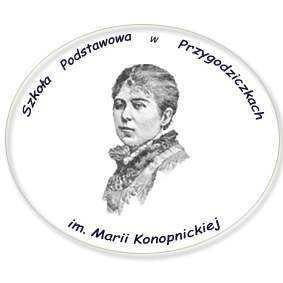 Szkoła Podstawowa w Przygodziczkach
im. Marii Konopnickiej